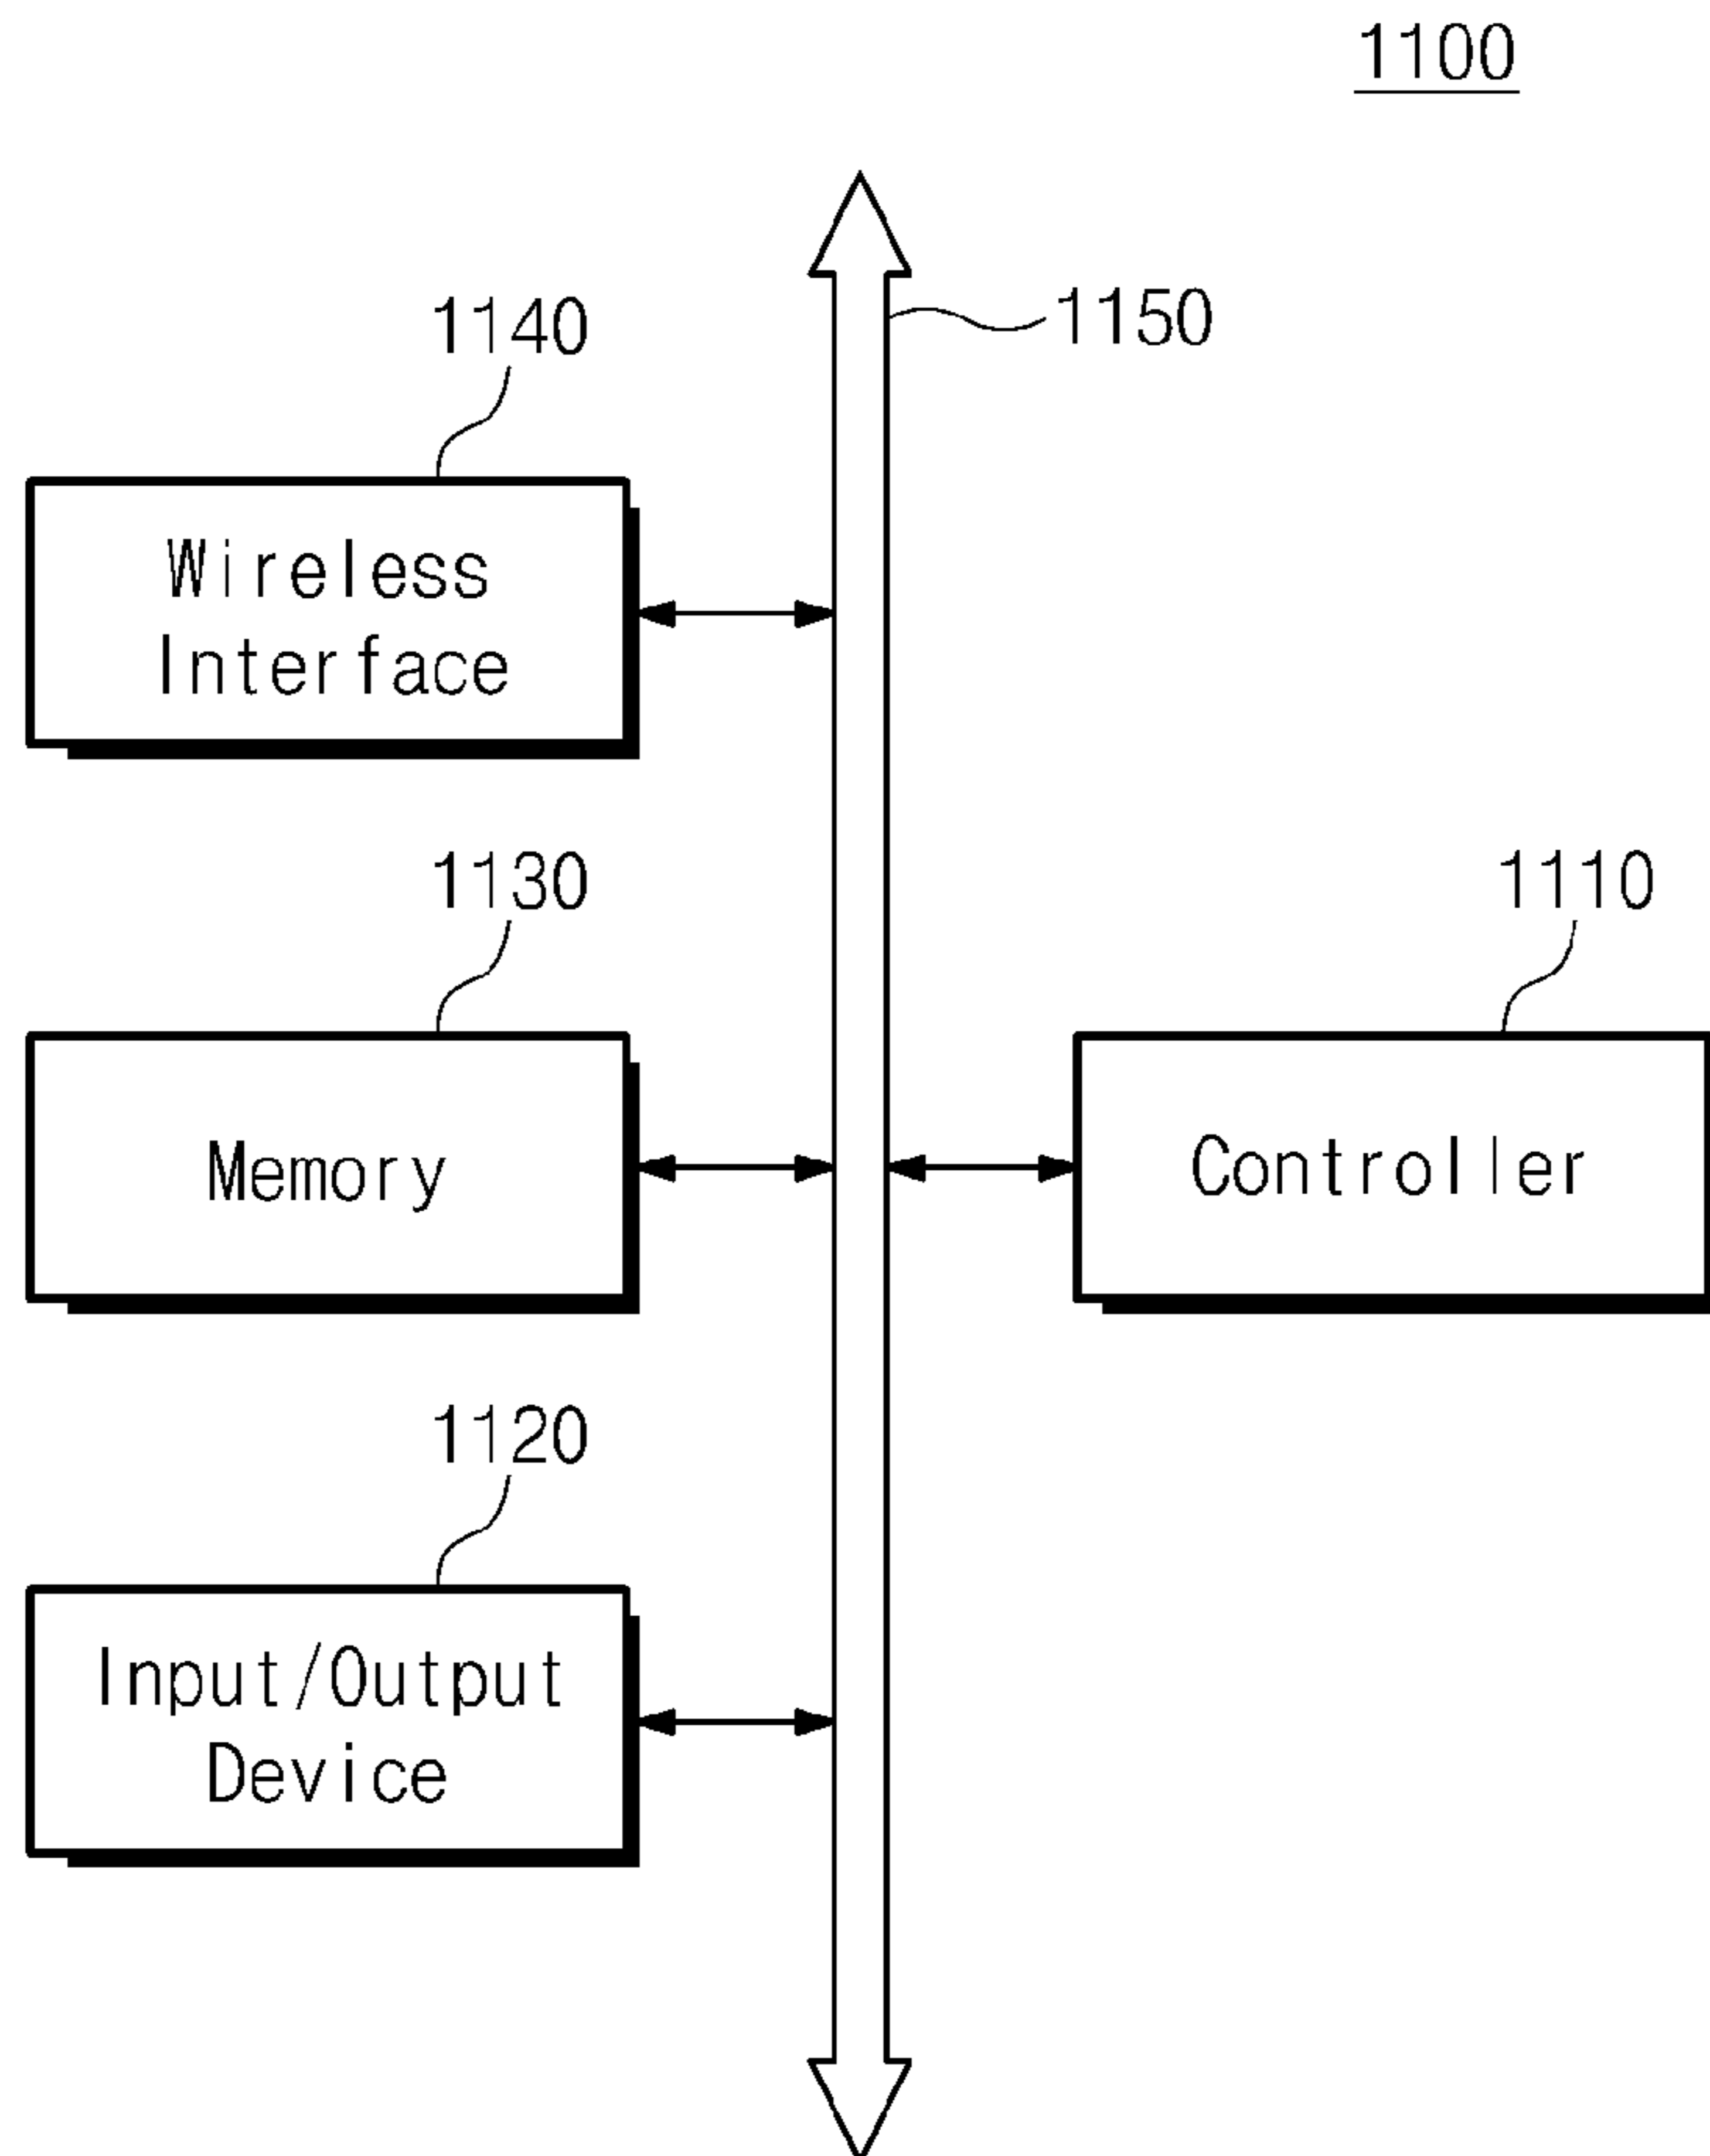 1100
1150
1140
Wireless
Interface
1130
1110
Memory
Controller
1120
Input/Output
Device